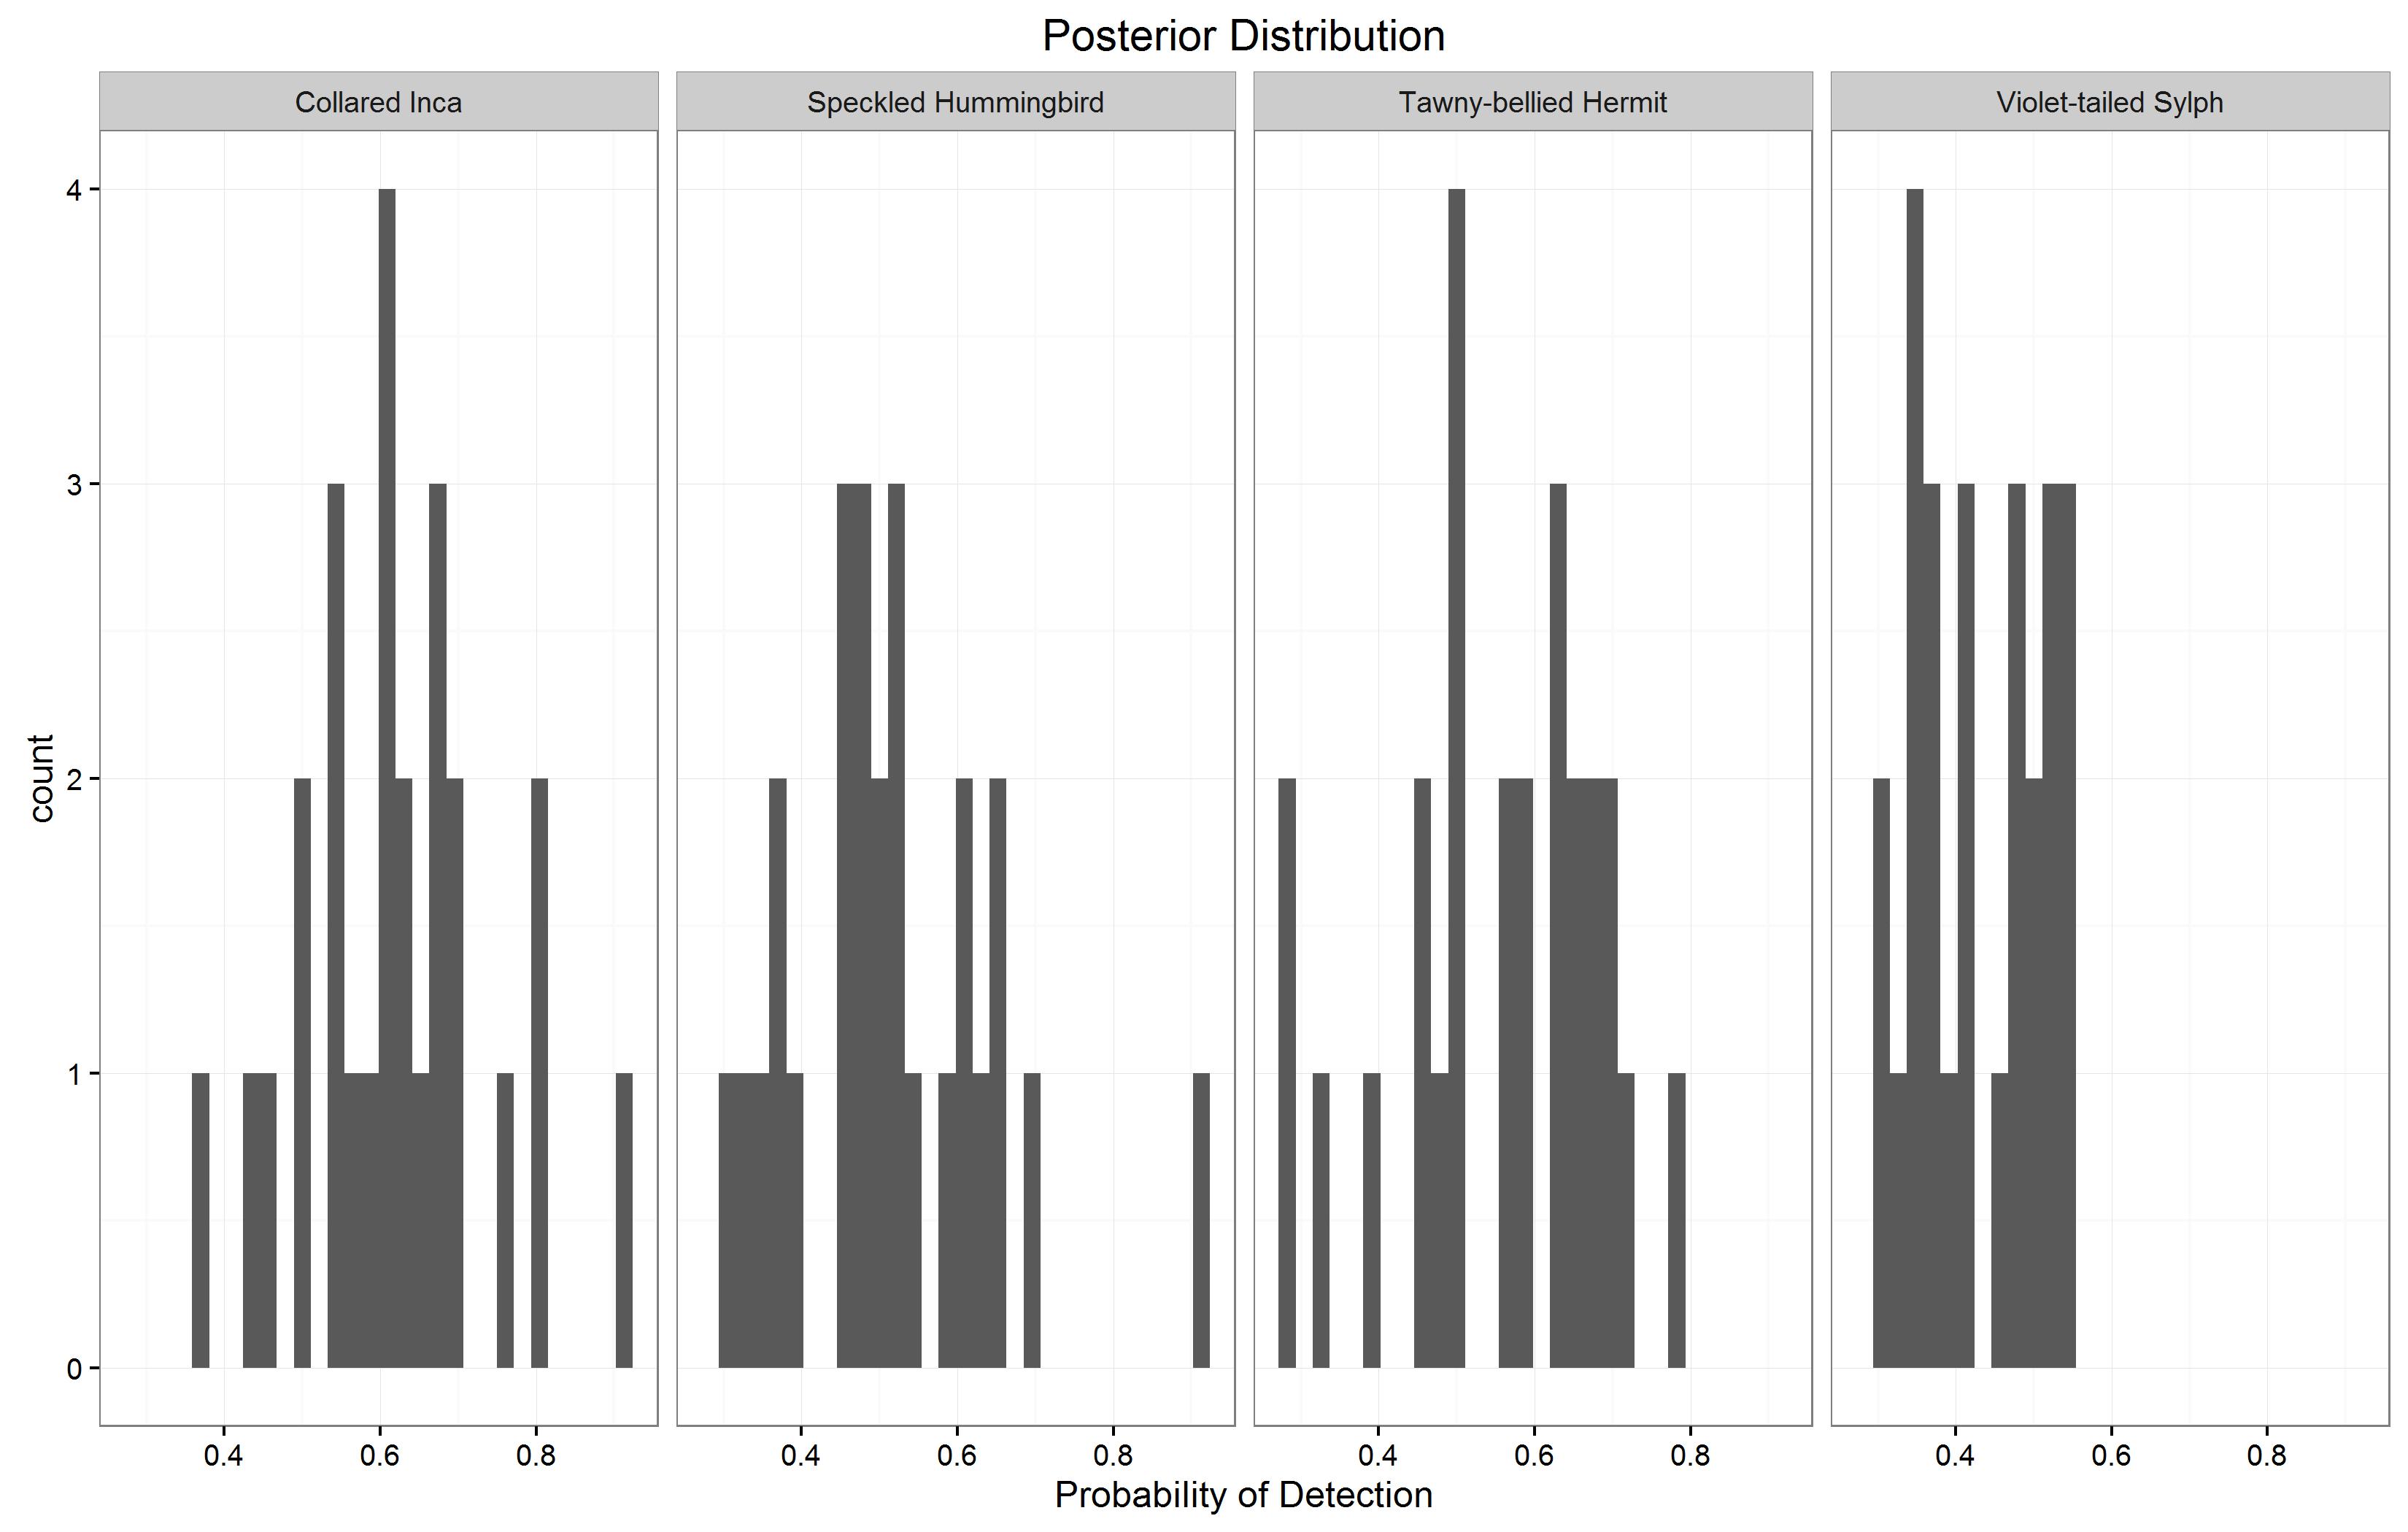 Posterior Distribution
Collared Inca
Speckled Hummingbird
Tawny-bellied Hermit
Violet-tailed Sylph
4
3
2
1
0
count
0.4 0.6 0.8
0.4 0.6 0.8
0.4 0.6 0.8
0.4 0.6 0.8
Probability of Detection